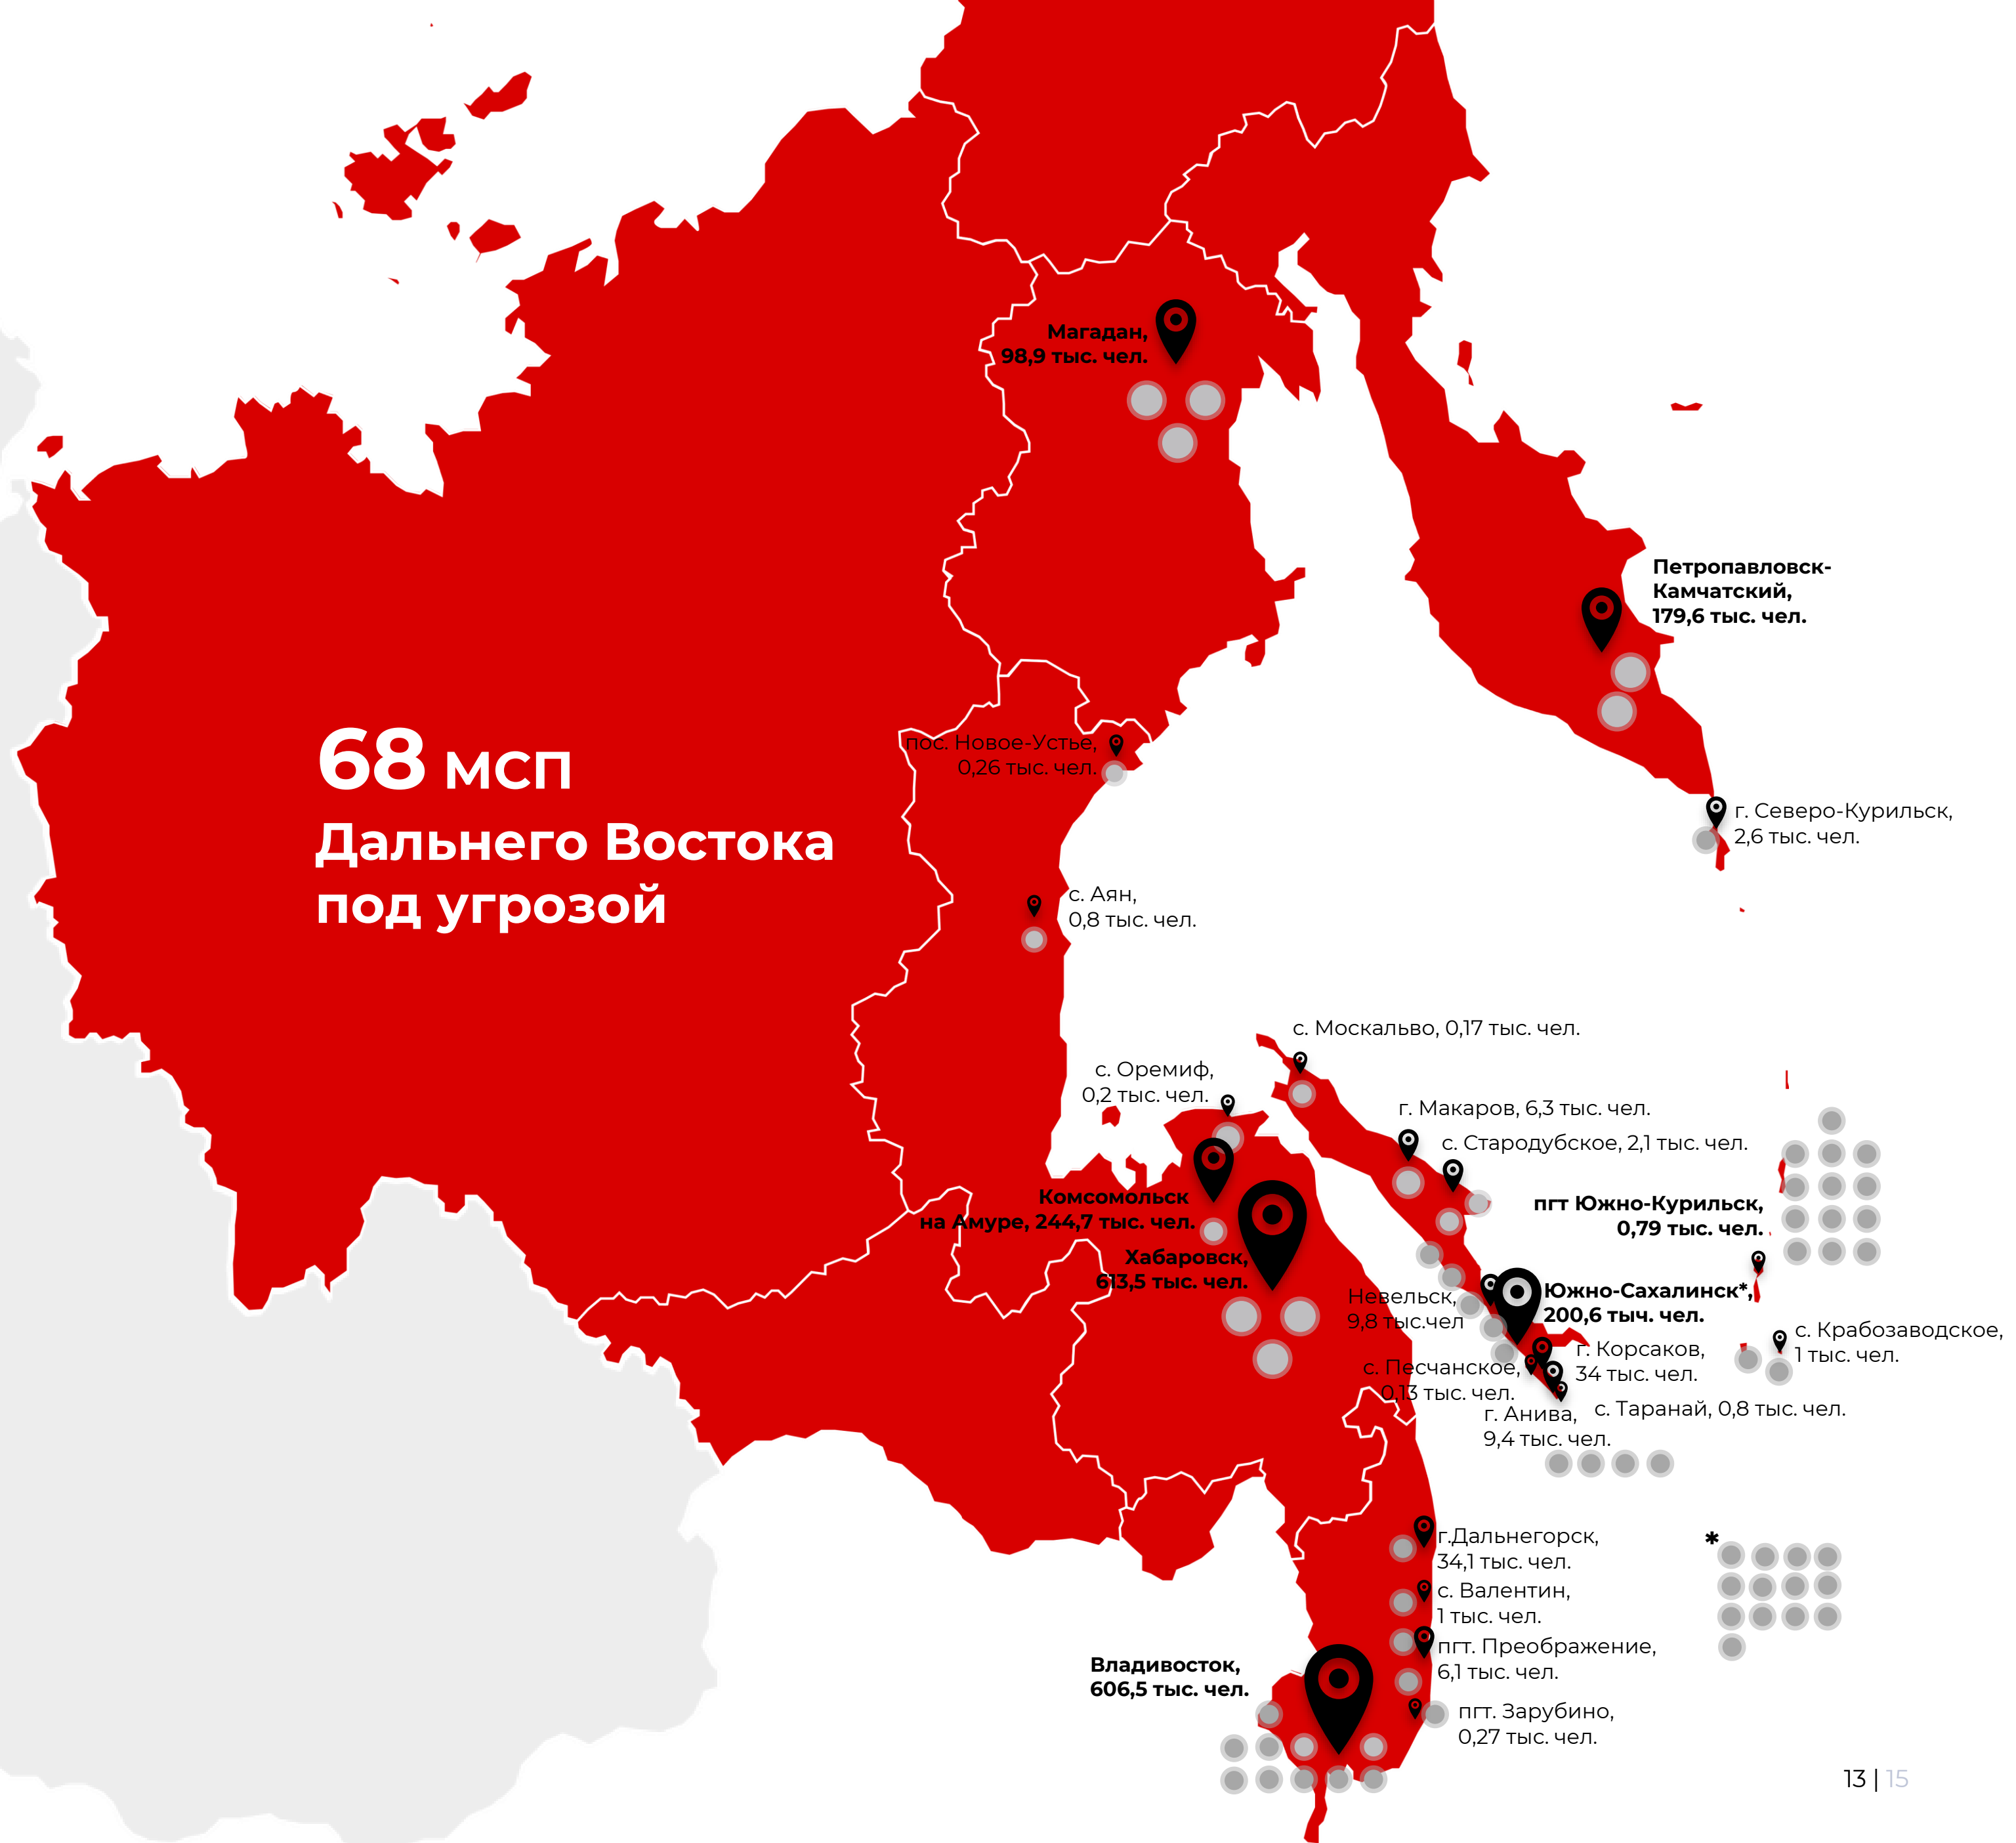 Магадан,
98,9 тыс. чел.
Петропавловск-
Камчатский,
179,6 тыс. чел.
68 МСП
Дальнего Востока
под угрозой
пос. Новое-Устье,
0,26 тыс. чел.
г. Северо-Курильск,
2,6 тыс. чел.
с. Аян,
0,8 тыс. чел.
с. Москальво, 0,17 тыс. чел.
с. Оремиф,
0,2 тыс. чел.
г. Макаров, 6,3 тыс. чел.
с. Стародубское, 2,1 тыс. чел.
Комсомольск
на Амуре, 244,7 тыс. чел.
пгт Южно-Курильск,
0,79 тыс. чел.
Хабаровск,
613,5 тыс. чел.
Невельск,
9,8 тыс.чел
Южно-Сахалинск*,
200,6 тыч. чел.
с. Крабозаводское,
1 тыс. чел.
г. Корсаков,
34 тыс. чел.
с. Песчанское,
0,13 тыс. чел.
г. Анива,
9,4 тыс. чел.
с. Таранай, 0,8 тыс. чел.
*
г.Дальнегорск,
34,1 тыс. чел.
с. Валентин,
1 тыс. чел.
пгт. Преображение,
6,1 тыс. чел.
Владивосток,
606,5 тыс. чел.
пгт. Зарубино,
0,27 тыс. чел.
13 | 15